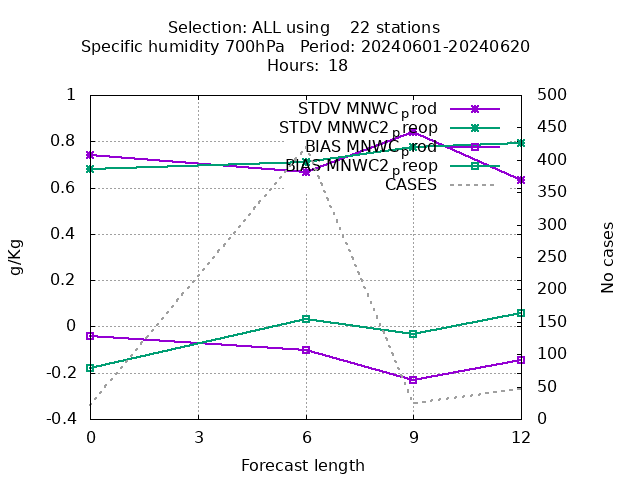 Selection: ALL using    22 stations
Specific humidity 700hPa   Period: 20240601-20240620
Hours:  18
STDV MNWC_prod
STDV MNWC2_preop
BIAS MNWC_prod
BIAS MNWC2_preop
CASES
1
0.8
0.6
0.4
0.2
0
-0.2
-0.4
g/Kg
500
450
400
350
300
250
200
150
100
50
0
No cases
0 3 6 9 12
Forecast length